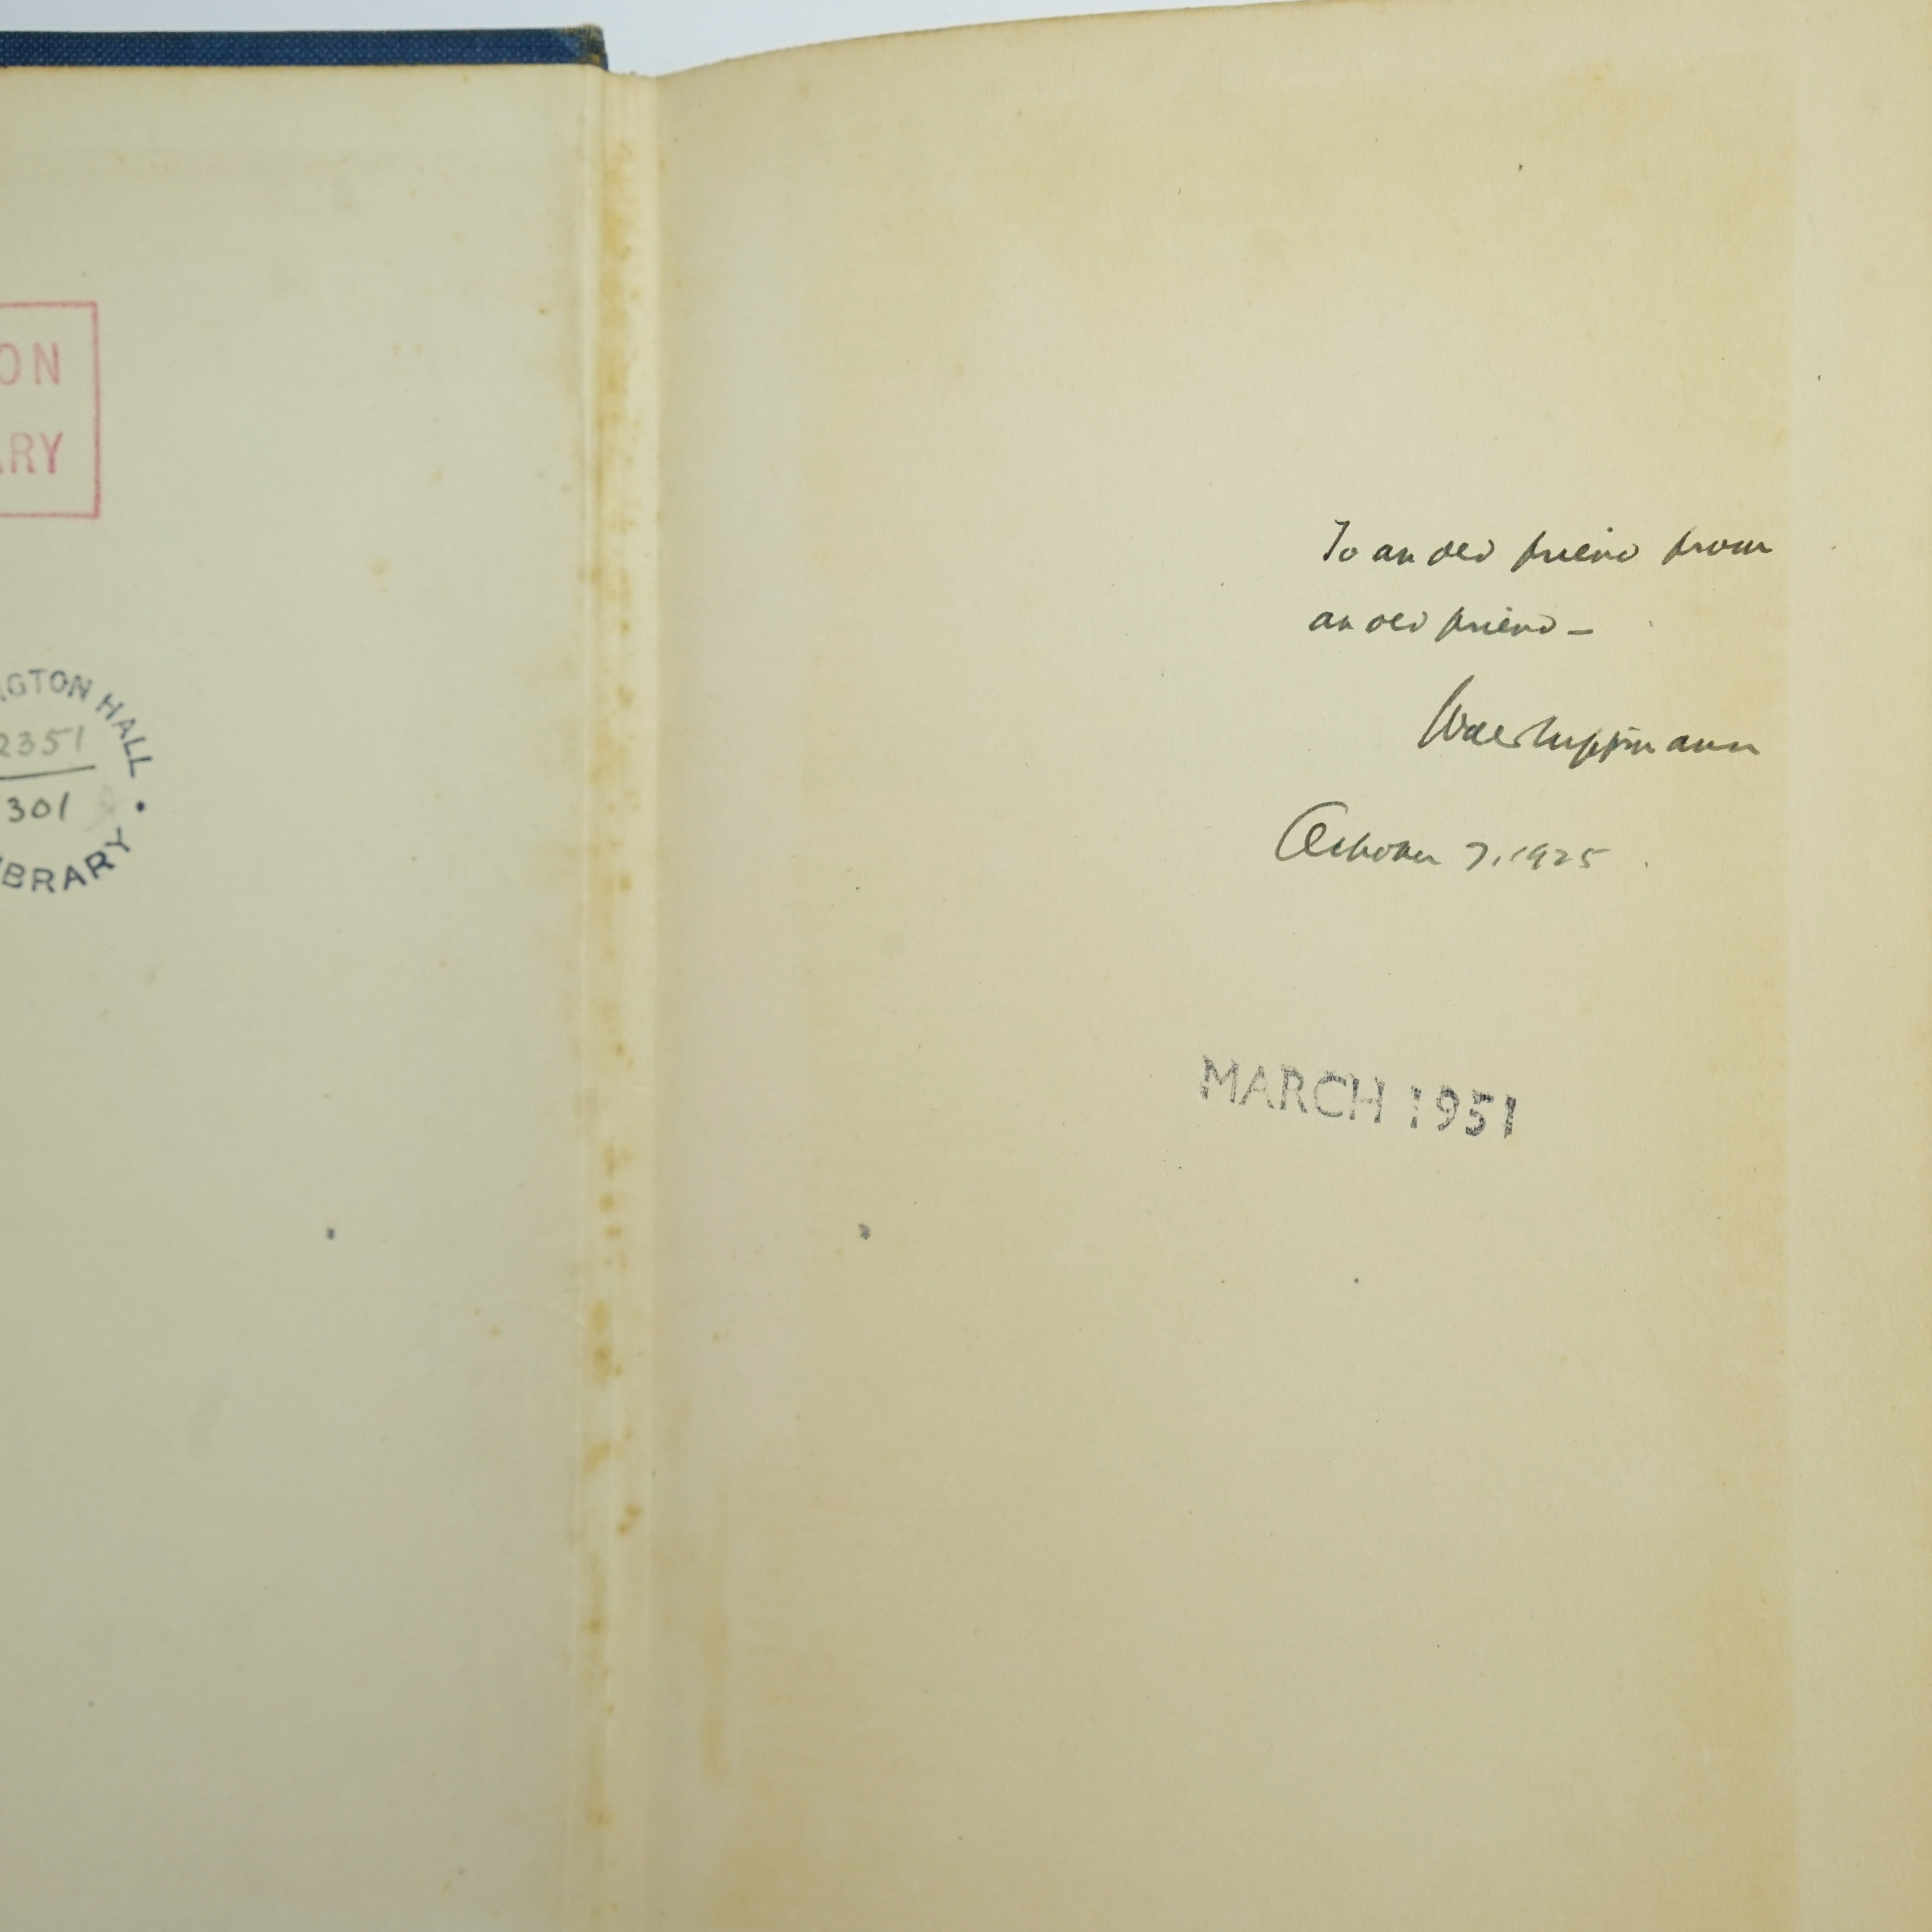 ON
ARY
GTON HALL
2351
301
BRARY
To an old friend from
an old friend –
Walter Lippmann
October 7, 1925
MARCH 1951